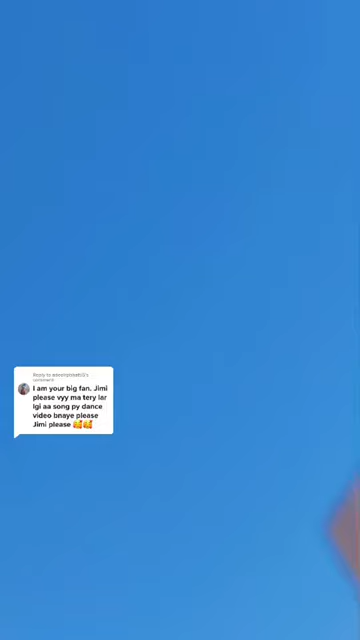 comment
I am your big fan. Jimi
please vyy ma tery lar
lgi aa song py dance
video bnaye please
Jimi please 🥰🥰